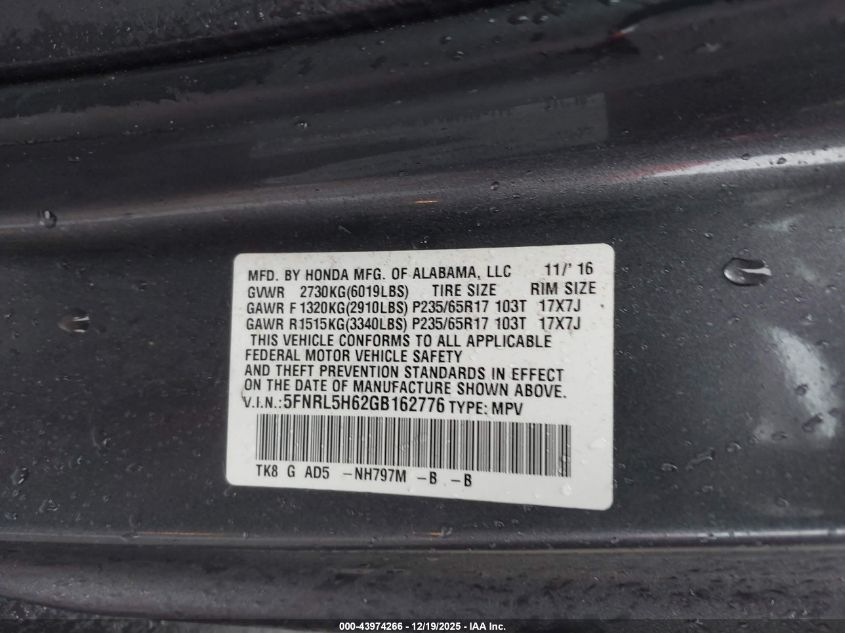 MFD. BY HONDA MFG. OF ALABAMA, LLC 11/' 16
GVWR 2730KG(6019LBS) TIRE SIZE RIM SIZE
GAWR F1320KG(2910LBS) P235/65R17 103T 17X7J
GAWR R1515KG(3340LBS) P235/65R17 103T 17X7J
THIS VEHICLE CONFORMS TO ALL APPLICABLE
FEDERAL MOTOR VEHICLE SAFETY
AND THEFT PREVENTION STANDARDS IN EFFECT
ON THE DATE OF MANUFACTURE SHOWN ABOVE.
V.I.N.:5FNRL5H62GB162776 TYPE: MPV
TK8 G AD5 -NH797M -B -B
000-43974266 - 12/19/2025 - IAA Inc.